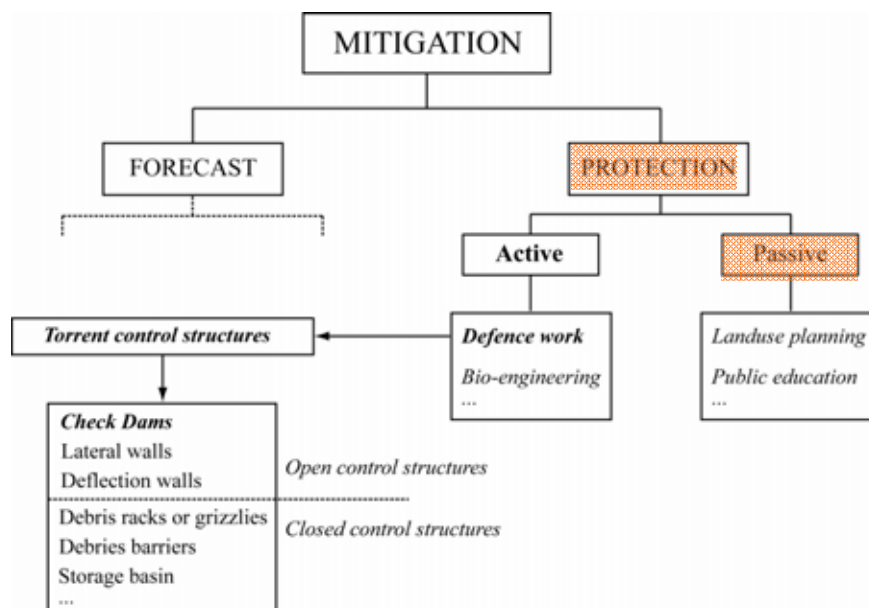 MITIGATION
FORECAST
PROTECTION
Active
Passive
Torrent control structures
Defence work
Bio-engineering
...
Landuse planning
Public education
...
Check Dams
Lateral walls
Deflection walls
Open control structures
Debris racks or grizzlies
Debries barriers
Storage basin
...
Closed control structures